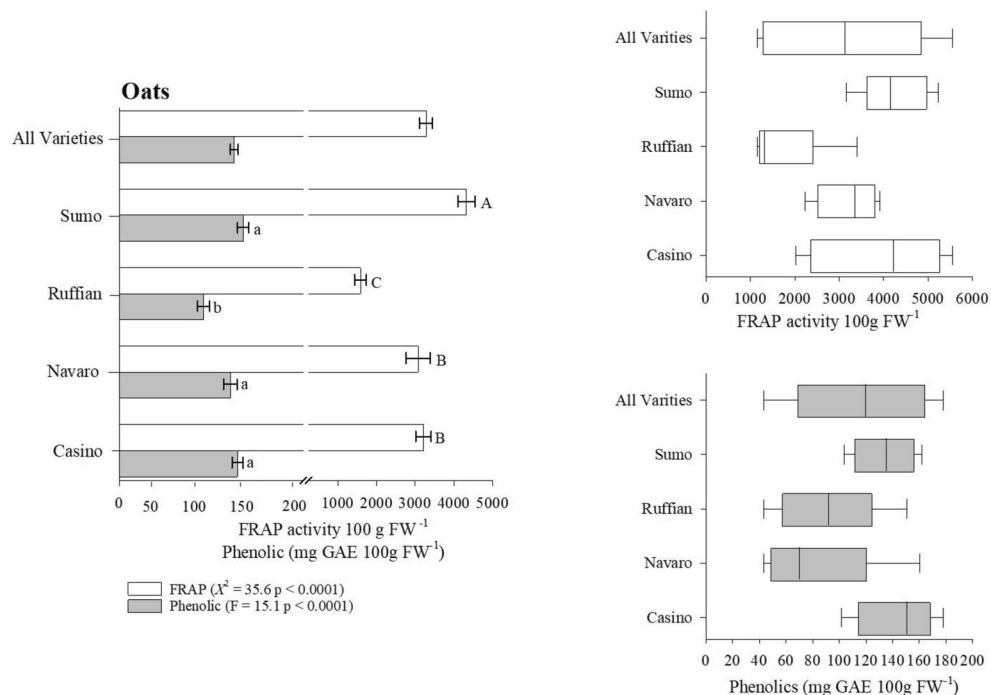 Oats
All Varieties
Sumo
A
a
Ruffian
C
b
Navaro
B
a
Casino
B
a
0 50 100 150 200 1000 2000 3000 4000 5000
FRAP activity 100 g FW⁻¹
Phenolic (mg GAE 100g FW⁻¹)
FRAP (X² = 35.6 p < 0.0001)
Phenolic (F = 15.1 p < 0.0001)
All Varities
Sumo
Ruffian
Navaro
Casino
0 1000 2000 3000 4000 5000 6000
FRAP activity 100g FW⁻¹
All Varities
Sumo
Ruffian
Navaro
Casino
0 20 40 60 80 100 120 140 160 180 200
Phenolics (mg GAE 100g FW⁻¹)